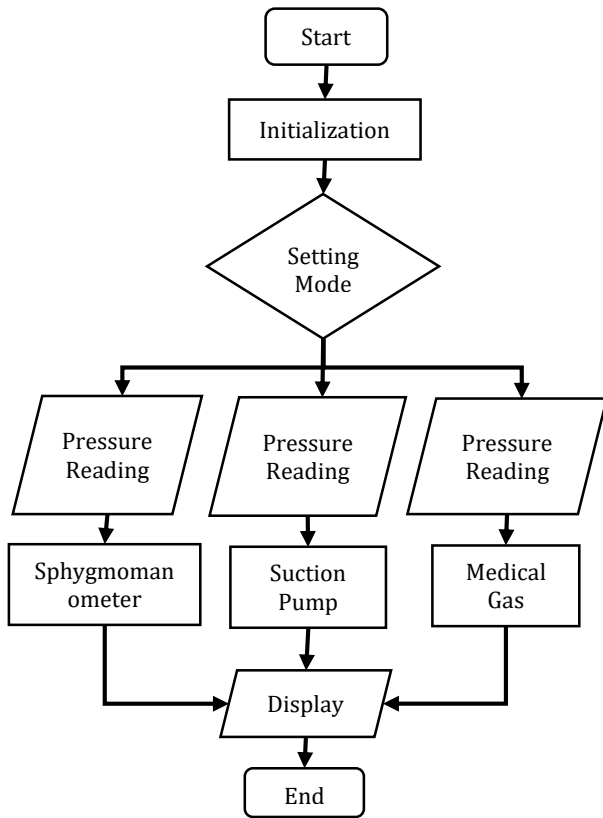 Start
Initialization
Setting
Mode
Pressure
Reading
Pressure
Reading
Pressure
Reading
Sphygmoman
ometer
Suction
Pump
Medical
Gas
Display
End